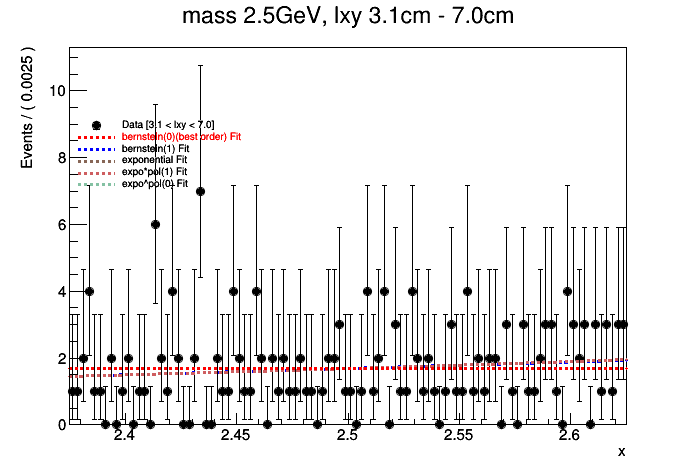 mass 2.5GeV, lxy 3.1cm - 7.0cm
Events / ( 0.0025 )
10
8
6
4
2
0
Data [3.1 < lxy < 7.0]
bernstein(0)(best order) Fit
bernstein(1) Fit
exponential Fit
expo*pol(1) Fit
expo^pol(0) Fit
2.4 2.45 2.5 2.55 2.6
x